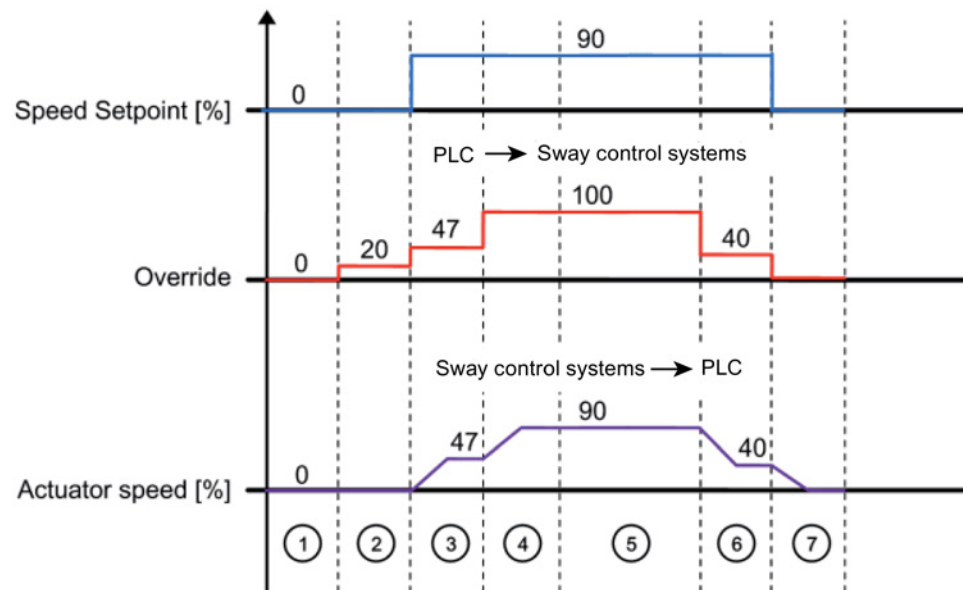 90
0
Speed Setpoint [%]
PLC → Sway control systems
100
47
40
20
0
Override
Sway control systems → PLC
90
47
40
0
Actuator speed [%]
1 2 3 4 5 6 7